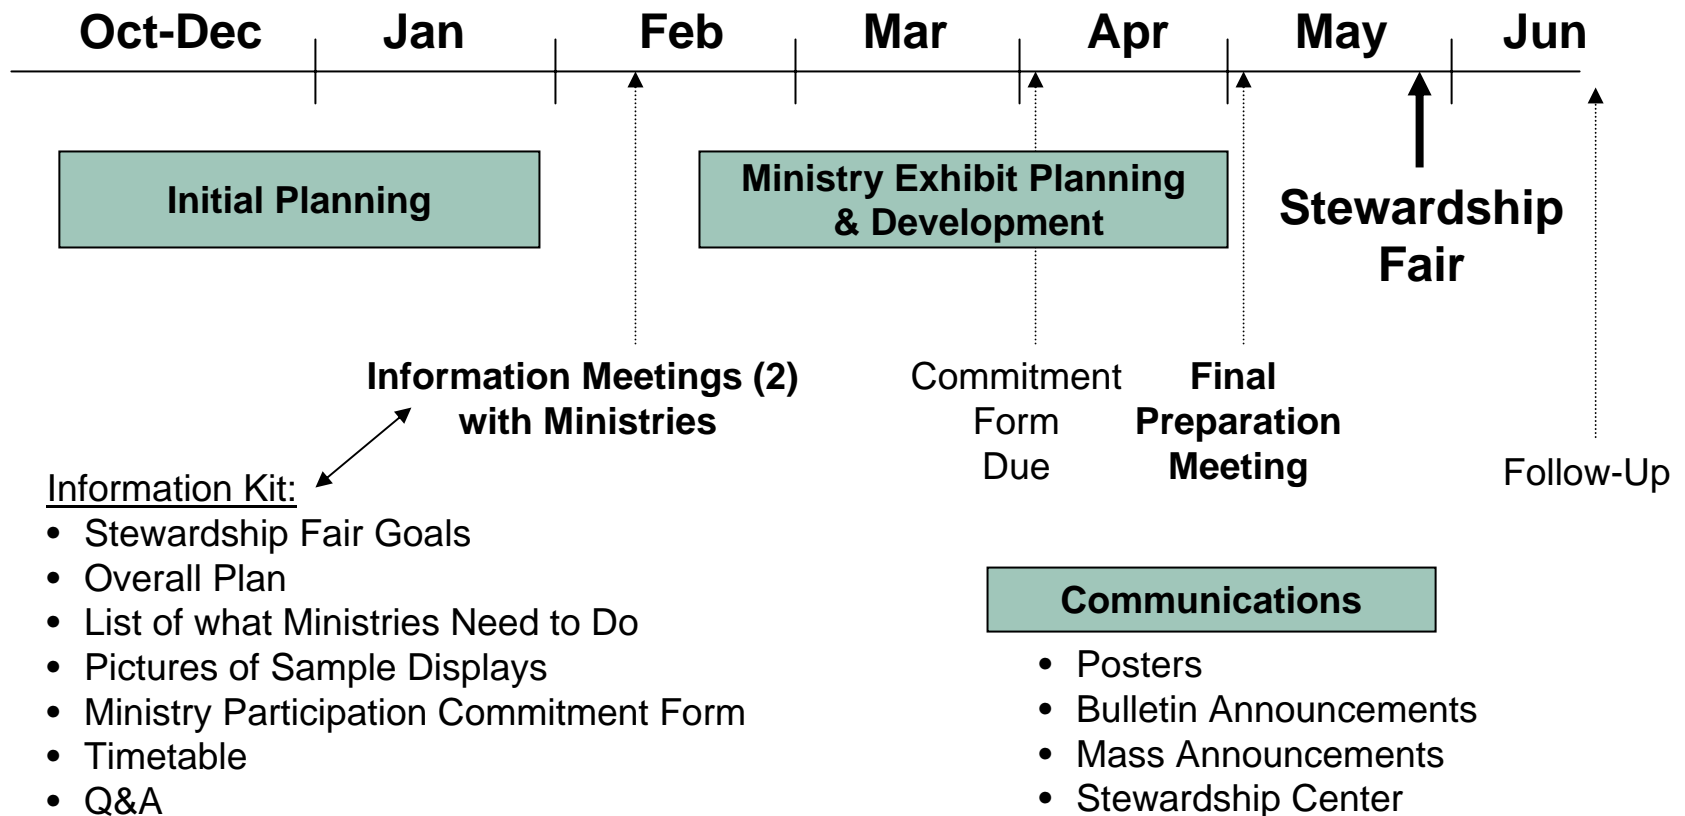 Oct-Dec Jan Feb Mar Apr May Jun
Initial Planning
Ministry Exhibit Planning
& Development
Stewardship
Fair
Information Meetings (2)
with Ministries
Commitment
Form
Due
Final
Preparation
Meeting
Follow-Up
Information Kit:
• Stewardship Fair Goals
• Overall Plan
• List of what Ministries Need to Do
• Pictures of Sample Displays
• Ministry Participation Commitment Form
• Timetable
• Q&A
Communications
• Posters
• Bulletin Announcements
• Mass Announcements
• Stewardship Center